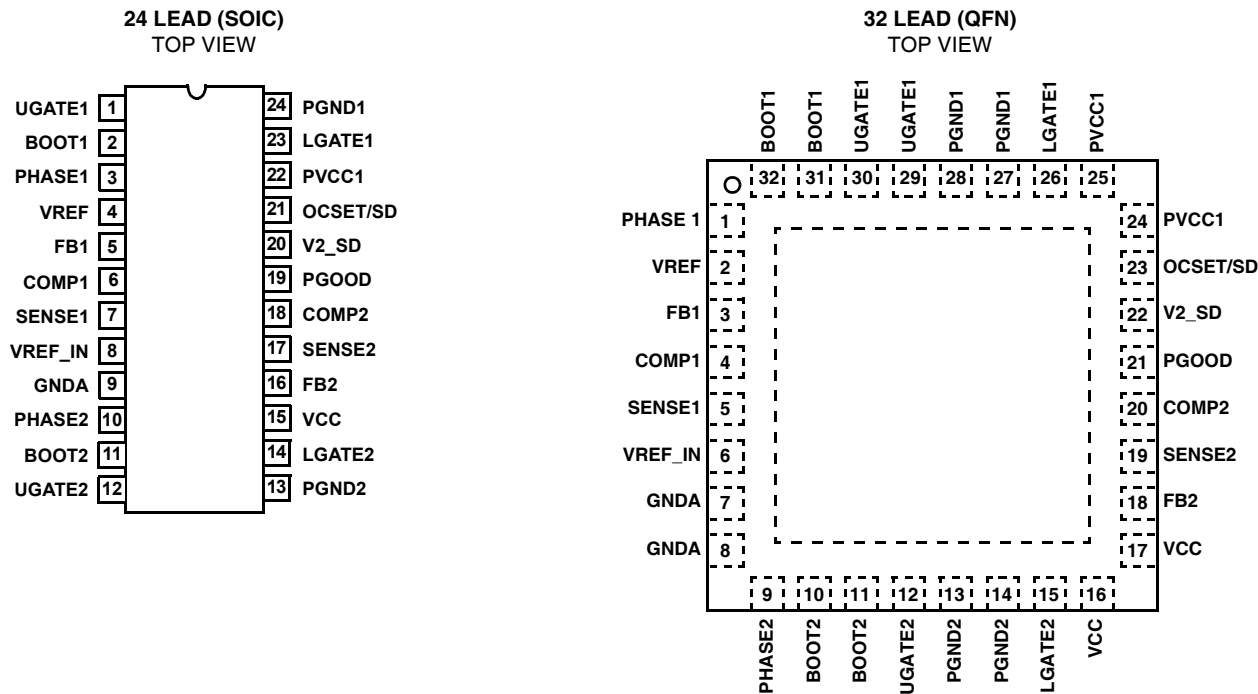 24 LEAD (SOIC)
TOP VIEW
UGATE1 1
BOOT1 2
PHASE1 3
VREF 4
FB1 5
COMP1 6
SENSE1 7
VREF_IN 8
GNDA 9
PHASE2 10
BOOT2 11
UGATE2 12
24 PGND1
23 LGATE1
22 PVCC1
21 OCSET/SD
20 V2_SD
19 PGOOD
18 COMP2
17 SENSE2
16 FB2
15 VCC
14 LGATE2
13 PGND2
32 LEAD (QFN)
TOP VIEW
BOOT1
BOOT1
UGATE1
UGATE1
PGND1
PGND1
LGATE1
PVCC1
32 31 30 29 28 27 26 25
PHASE 1 1
VREF 2
FB1 3
COMP1 4
SENSE1 5
VREF_IN 6
GNDA 7
GNDA 8
24 PVCC1
23 OCSET/SD
22 V2_SD
21 PGOOD
20 COMP2
19 SENSE2
18 FB2
17 VCC
9 10 11 12 13 14 15 16
PHASE2
BOOT2
BOOT2
UGATE2
PGND2
PGND2
LGATE2
VCC